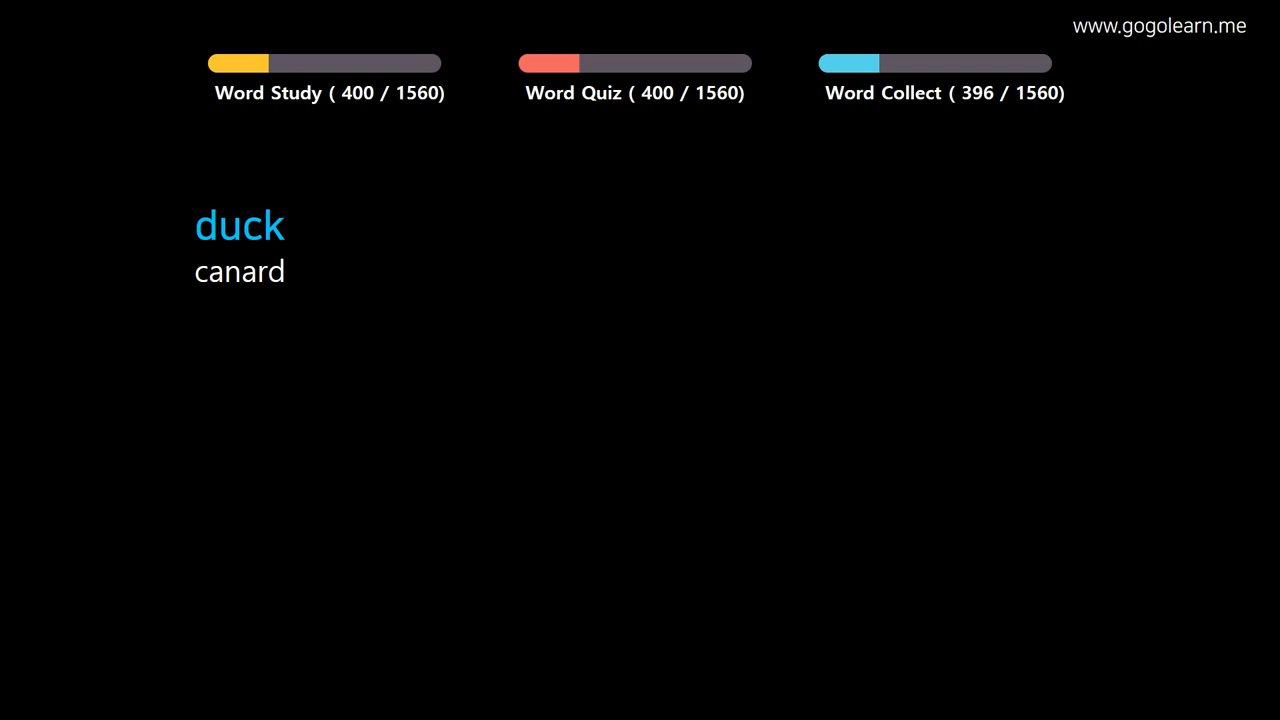 www.gogolearn.me
Word Study ( 400 / 1560)
Word Quiz ( 400 / 1560)
Word Collect ( 396 / 1560)
duck
canard